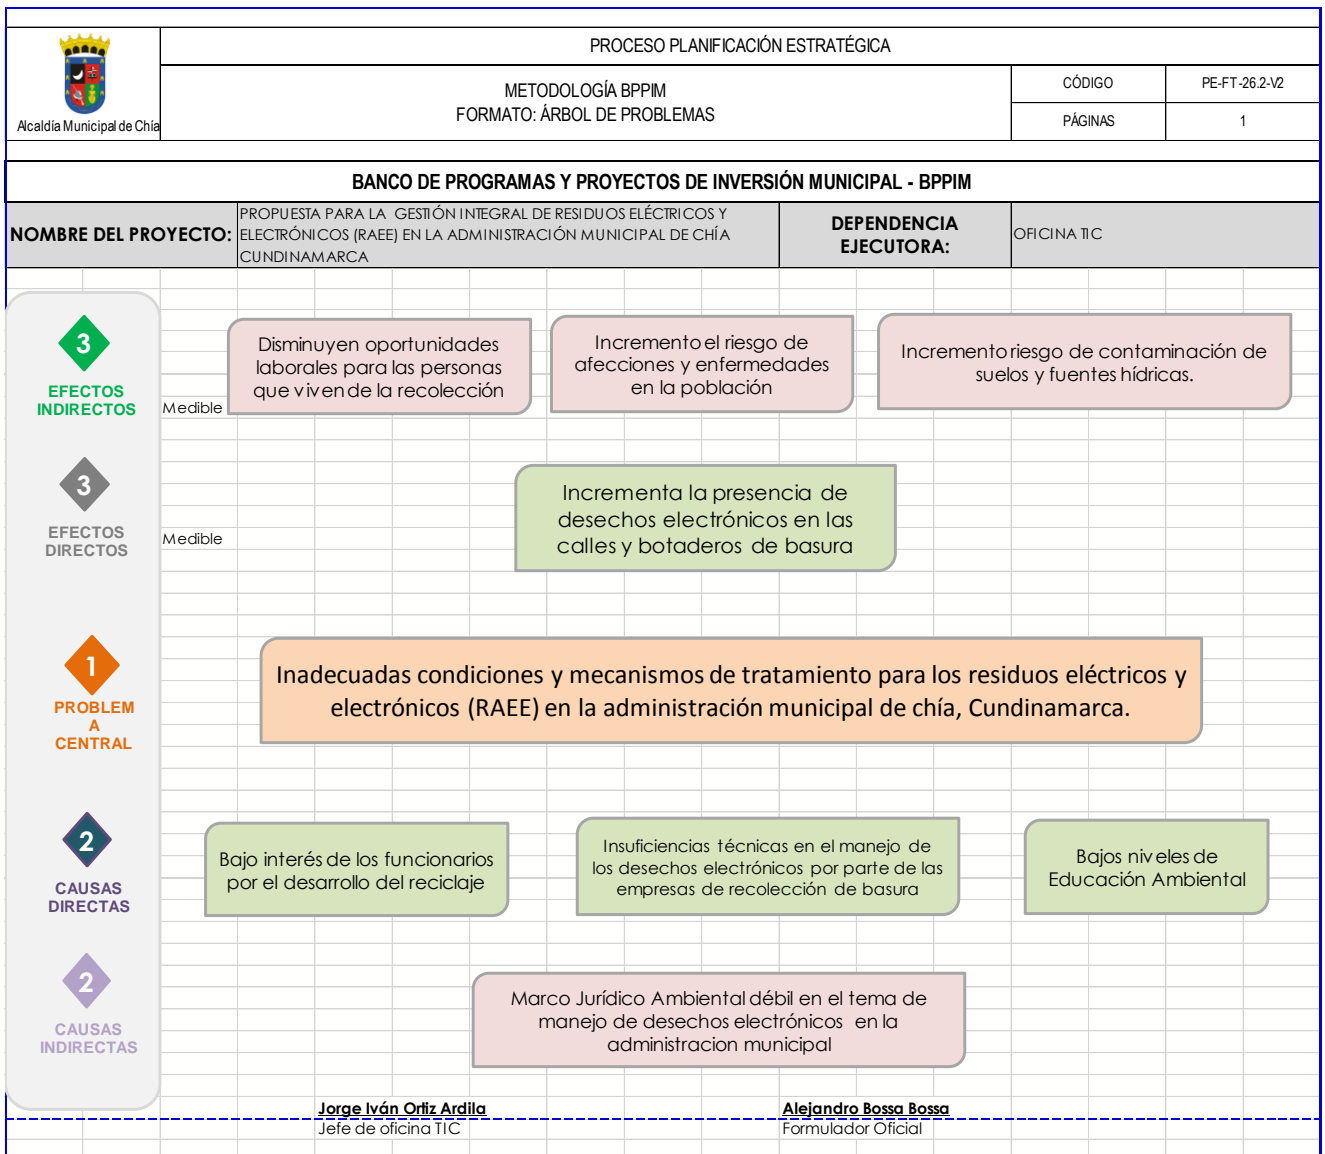 PROCESO PLANIFICACIÓN ESTRATÉGICA
METODOLOGÍA BPPIM
FORMATO: ÁRBOL DE PROBLEMAS
CÓDIGO
PE-FT-26.2-V2
PÁGINAS
1
Alcaldía Municipal de Chía
BANCO DE PROGRAMAS Y PROYECTOS DE INVERSIÓN MUNICIPAL - BPPIM
NOMBRE DEL PROYECTO:
PROPUESTA PARA LA GESTIÓN INTEGRAL DE RESIDUOS ELÉCTRICOS Y
ELECTRÓNICOS (RAEE) EN LA ADMINISTRACIÓN MUNICIPAL DE CHÍA
CUNDINAMARCA
DEPENDENCIA
EJECUTORA:
OFICINA TIC
3
EFECTOS
INDIRECTOS
Medible
Disminuyen oportunidades
laborales para las personas
que viven de la recolección
Incremento el riesgo de
afecciones y enfermedades
en la población
Incremento riesgo de contaminación de
suelos y fuentes hídricas.
3
EFECTOS
DIRECTOS
Medible
Incrementa la presencia de
desechos electrónicos en las
calles y botaderos de basura
1
PROBLEM
A
CENTRAL
Inadecuadas condiciones y mecanismos de tratamiento para los residuos eléctricos y
electrónicos (RAEE) en la administración municipal de chía, Cundinamarca.
2
CAUSAS
DIRECTAS
Bajo interés de los funcionarios
por el desarrollo del reciclaje
Insuficiencias técnicas en el manejo de
los desechos electrónicos por parte de las
empresas de recolección de basura
Bajos niveles de
Educación Ambiental
2
CAUSAS
INDIRECTAS
Marco Jurídico Ambiental débil en el tema de
manejo de desechos electrónicos en la
administracion municipal
Jorge Iván Ortiz Ardila
Jefe de oficina TIC
Alejandro Bossa Bossa
Formulador Oficial